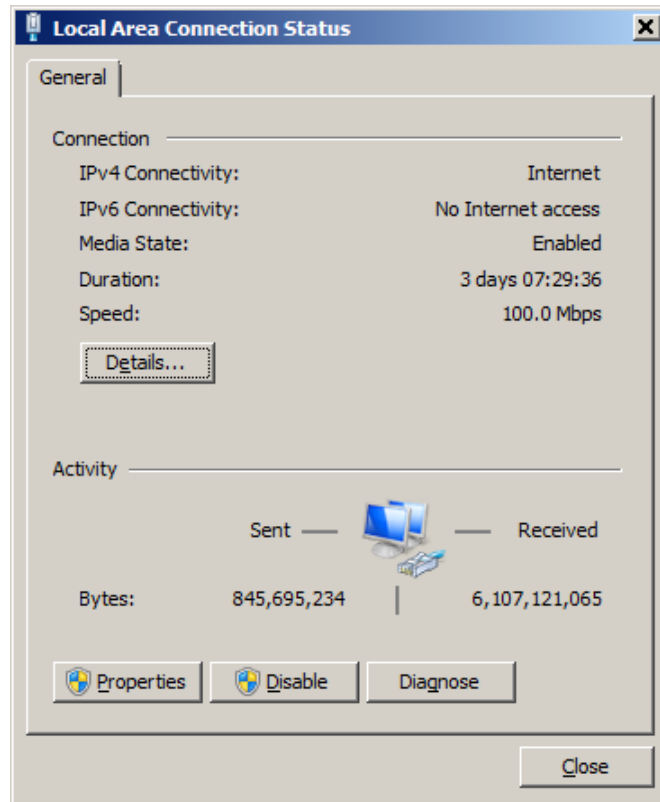 Local Area Connection Status
General
Connection
IPv4 Connectivity: Internet
IPv6 Connectivity: No Internet access
Media State: Enabled
Duration: 3 days 07:29:36
Speed: 100.0 Mbps
Details...
Activity
Sent Received
Bytes: 845,695,234 6,107,121,065
Properties Disable Diagnose
Close